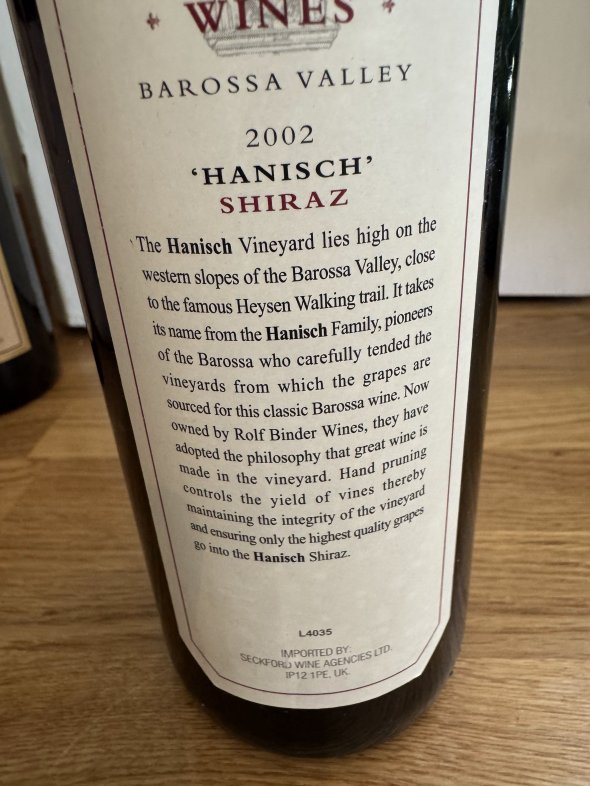 WINES
BAROSSA VALLEY
2002
‘HANISCH’
SHIRAZ
The Hanisch Vineyard lies high on the
western slopes of the Barossa Valley, close
to the famous Heysen Walking trail. It takes
its name from the Hanisch Family, pioneers
of the Barossa who carefully tended the
vineyards from which the grapes are
sourced for this classic Barossa wine. Now
owned by Rolf Binder Wines, they have
adopted the philosophy that great wine is
made in the vineyard. Hand pruning
controls the yield of vines thereby
maintaining the integrity of the vineyard
and ensuring only the highest quality grapes
go into the Hanisch Shiraz.
L4035
IMPORTED BY:
SECKFORD WINE AGENCIES LTD.
IP12 1PE, UK